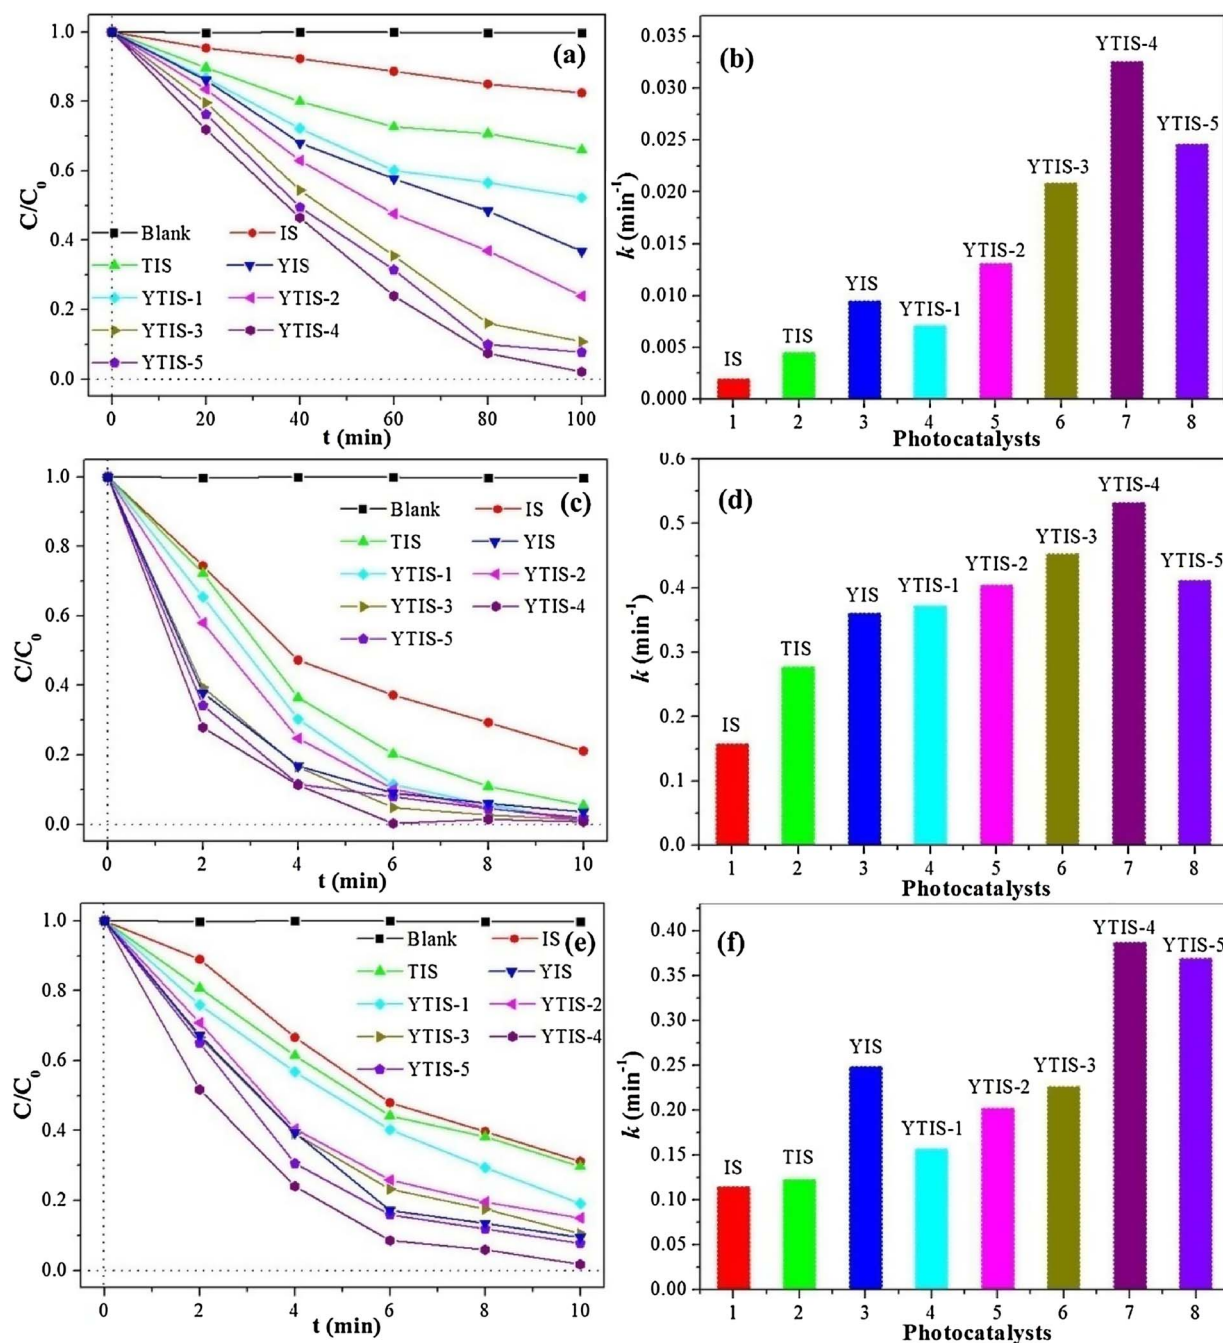 (a)
C/C₀
1.0
0.8
0.6
0.4
0.2
0.0
Blank IS
TIS YIS
YTIS-1 YTIS-2
YTIS-3 YTIS-4
YTIS-5
0 20 40 60 80 100
t (min)
(b)
k (min⁻¹)
0.035
0.030
0.025
0.020
0.015
0.010
0.005
0.000
IS TIS YIS YTIS-1 YTIS-2 YTIS-3 YTIS-4 YTIS-5
1 2 3 4 5 6 7 8
Photocatalysts
(c)
C/C₀
1.0
0.8
0.6
0.4
0.2
0.0
Blank IS
TIS YIS
YTIS-1 YTIS-2
YTIS-3 YTIS-4
YTIS-5
0 2 4 6 8 10
t (min)
(d)
k (min⁻¹)
0.6
0.5
0.4
0.3
0.2
0.1
0.0
IS TIS YIS YTIS-1 YTIS-2 YTIS-3 YTIS-4 YTIS-5
1 2 3 4 5 6 7 8
Photocatalysts
(e)
C/C₀
1.0
0.8
0.6
0.4
0.2
0.0
Blank IS
TIS YIS
YTIS-1 YTIS-2
YTIS-3 YTIS-4
YTIS-5
0 2 4 6 8 10
t (min)
(f)
k (min⁻¹)
0.40
0.35
0.30
0.25
0.20
0.15
0.10
0.05
0.00
IS TIS YIS YTIS-1 YTIS-2 YTIS-3 YTIS-4 YTIS-5
1 2 3 4 5 6 7 8
Photocatalysts